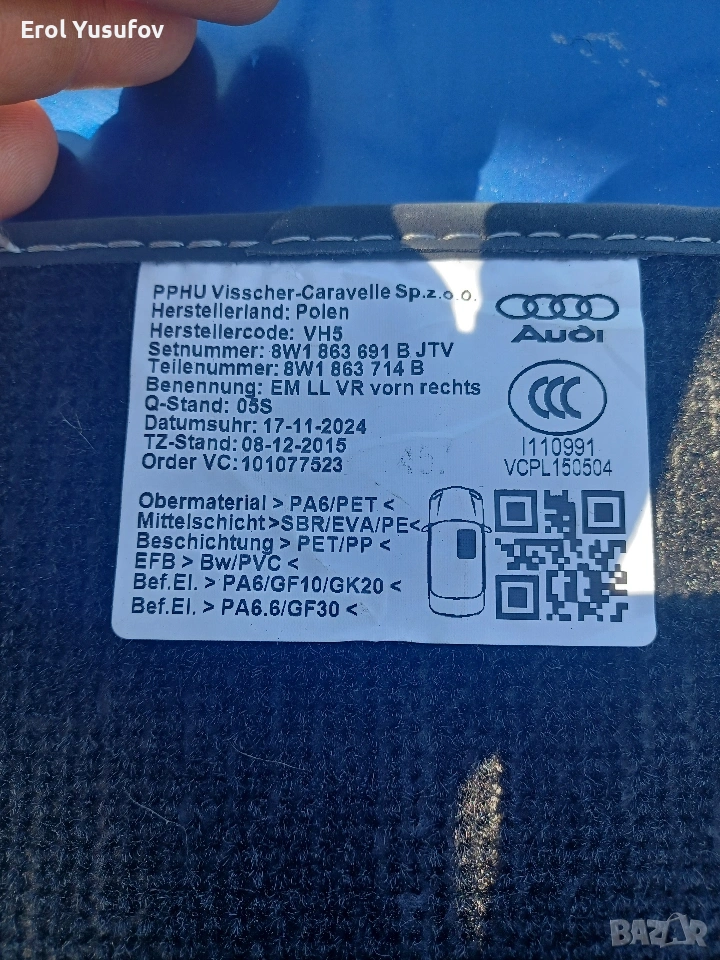 Erol Yusufov
PPHU Visscher-Caravelle Sp.z.o.o.
Herstellerland: Polen
Herstellercode: VH5
Setnummer: 8W1 863 691 B JTV
Teilenummer: 8W1 863 714 B
Benennung: EM LL VR vorn rechts
Q-Stand: 05S
Datumsuhr: 17-11-2024
TZ-Stand: 08-12-2015
Order VC: 101077523
Audi
CCC
I110991
VCPL150504
Obermaterial > PA6/PET <
Mittelschicht>SBR/EVA/PE<
Beschichtung > PET/PP <
EFB > Bw/PVC <
Bef.El. > PA6/GF10/GK20 <
Bef.El. > PA6.6/GF30 <
BAZAR